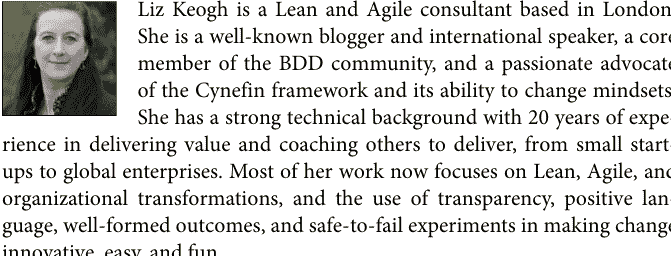 Liz Keogh is a Lean and Agile consultant based in London
She is a well-known blogger and international speaker, a core
member of the BDD community, and a passionate advocate
of the Cynefin framework and its ability to change mindsets
She has a strong technical background with 20 years of expe
rience in delivering value and coaching others to deliver, from small start-
ups to global enterprises. Most of her work now focuses on Lean, Agile, and
organizational transformations, and the use of transparency, positive lan-
guage, well-formed outcomes, and safe-to-fail experiments in making change
innovative, easy, and fun